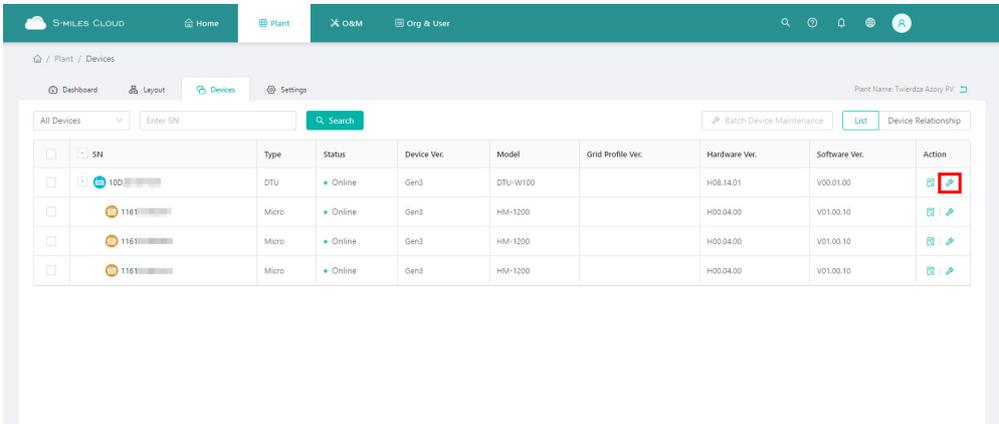 S-MILES CLOUD Home Plant O&M Org & User
/ Plant / Devices
Dashboard Layout Devices Settings Plant Name: Twierdza Azory PV
All Devices Enter SN Search Batch Device Maintenance List Device Relationship
SN Type Status Device Ver. Model Grid Profile Ver. Hardware Ver. Software Ver. Action
10D DTU Online Gen3 DTU-W100 H08.14.01 V00.01.00
1161 Micro Online Gen3 HM-1200 H00.04.00 V01.00.10
1161 Micro Online Gen3 HM-1200 H00.04.00 V01.00.10
1161 Micro Online Gen3 HM-1200 H00.04.00 V01.00.10